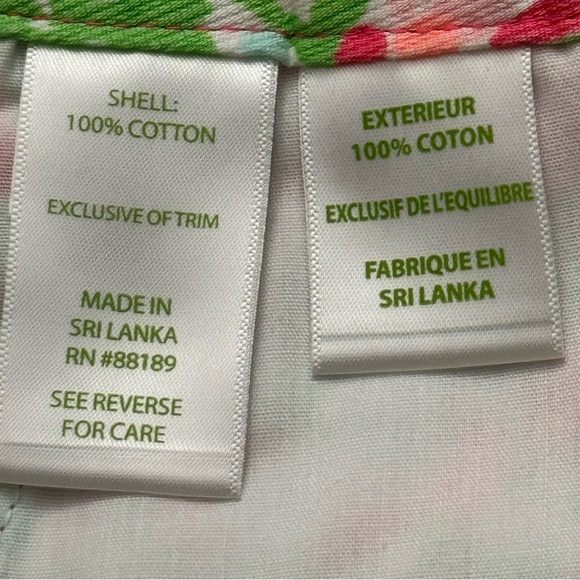 SHELL:
100% COTTON
EXCLUSIVE OF TRIM
MADE IN
SRI LANKA
RN #88189
SEE REVERSE
FOR CARE
EXTERIEUR
100% COTON
EXCLUSIF DE L'EQUILIBRE
FABRIQUE EN
SRI LANKA